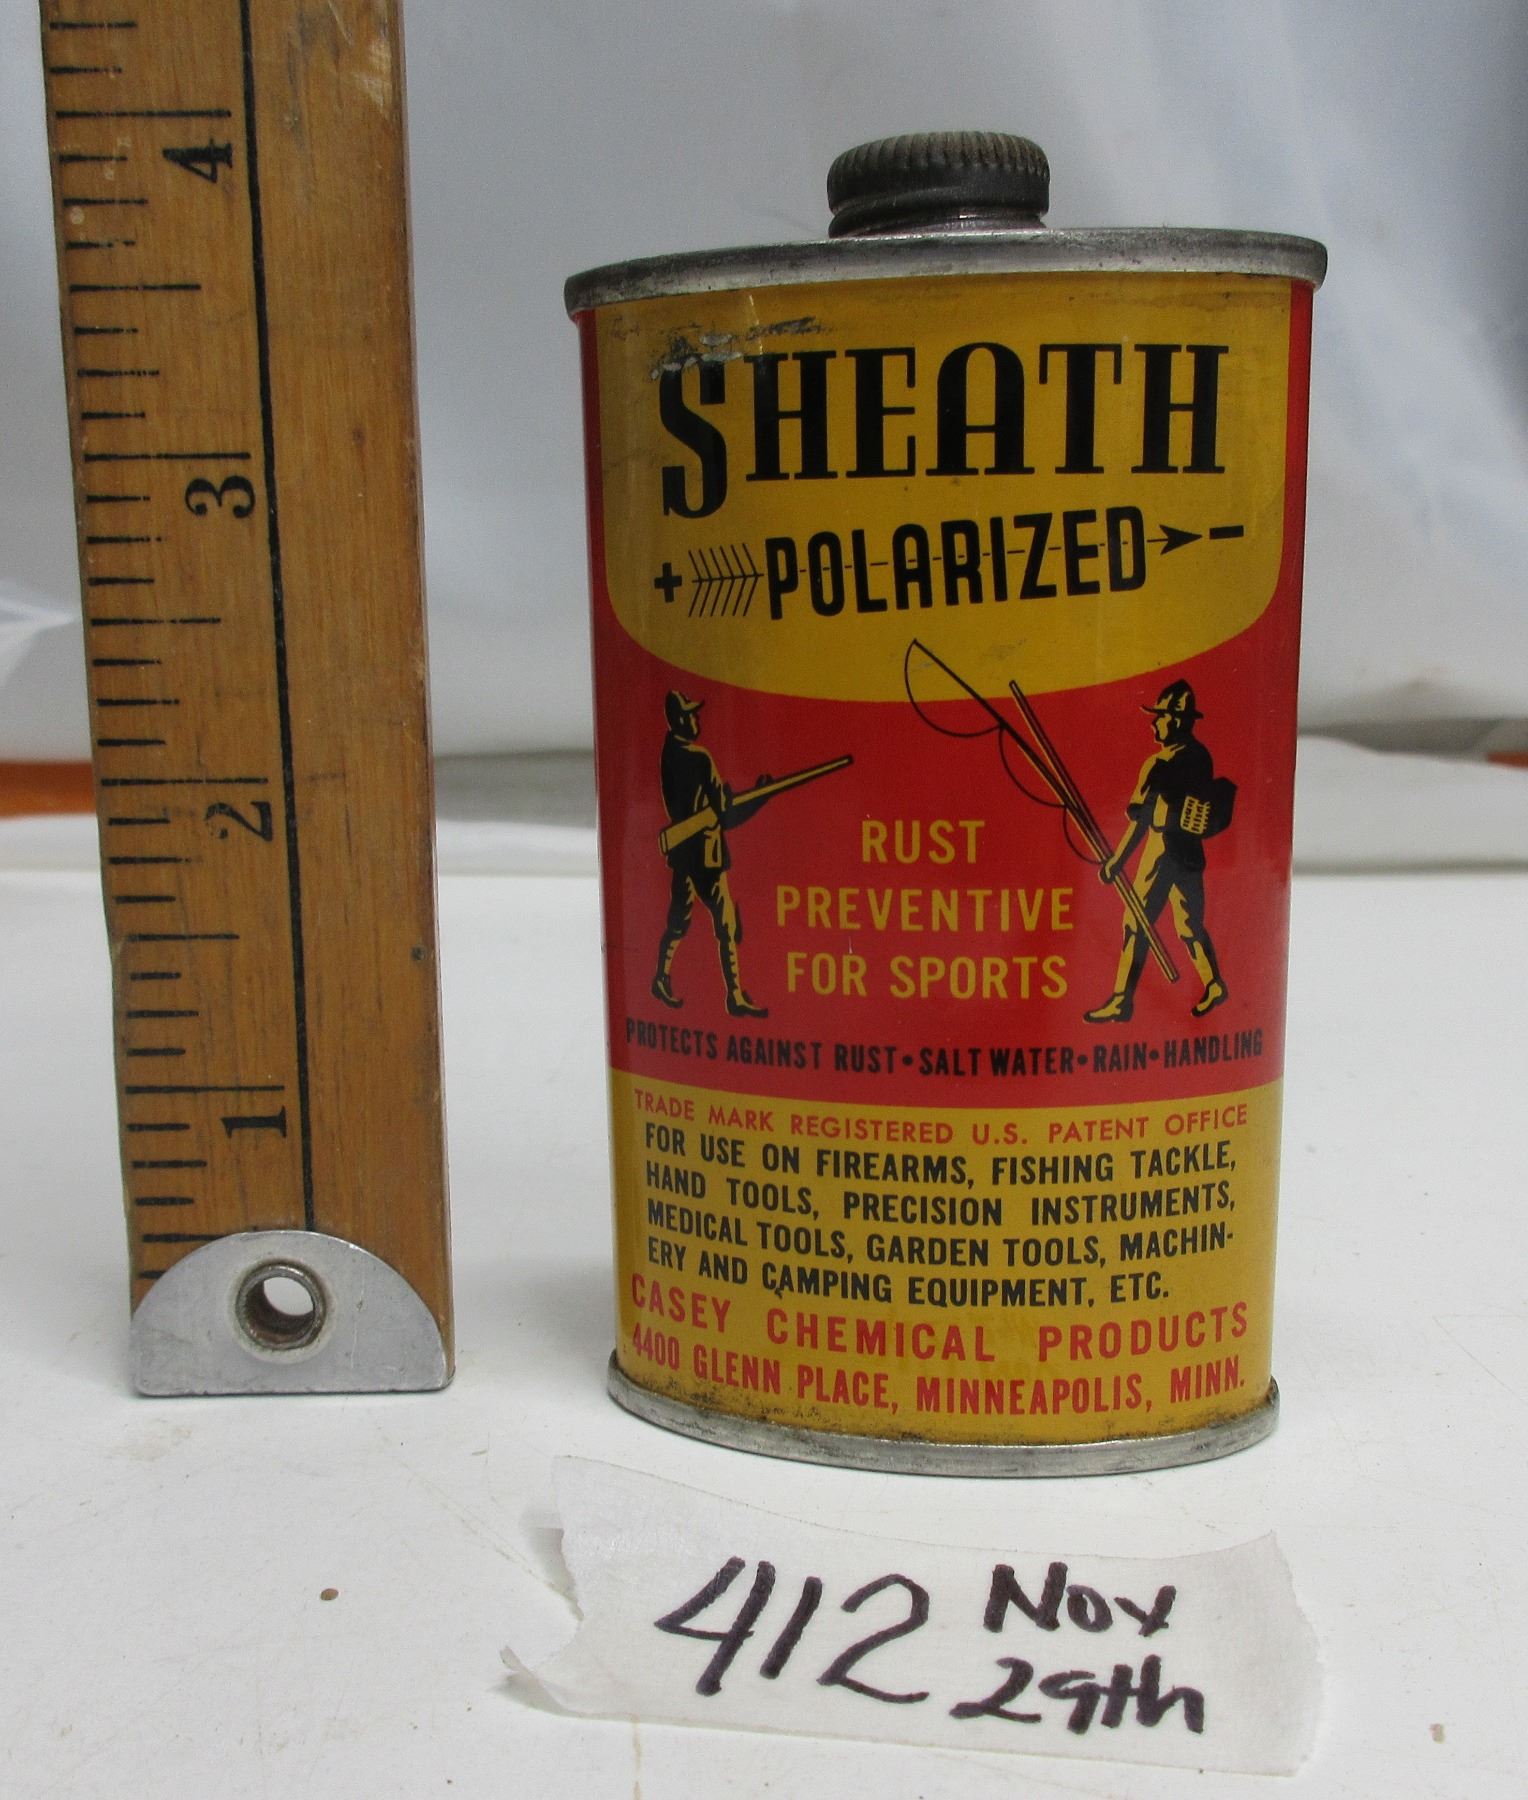 4
3
2
1
SHEATH
+ POLARIZED -
RUST
PREVENTIVE
FOR SPORTS
PROTECTS AGAINST RUST•SALT WATER•RAIN•HANDLING
TRADE MARK REGISTERED U.S. PATENT OFFICE
FOR USE ON FIREARMS, FISHING TACKLE,
HAND TOOLS, PRECISION INSTRUMENTS,
MEDICAL TOOLS, GARDEN TOOLS, MACHIN-
ERY AND CAMPING EQUIPMENT, ETC.
CASEY CHEMICAL PRODUCTS
4400 GLENN PLACE, MINNEAPOLIS, MINN.
412 Nov
29th